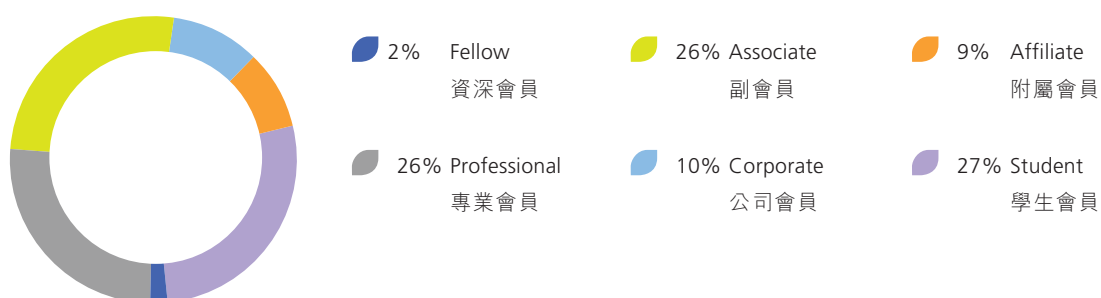 2% Fellow
資深會員
26% Associate
副會員
9% Affiliate
附屬會員
26% Professional
專業會員
10% Corporate
公司會員
27% Student
學生會員